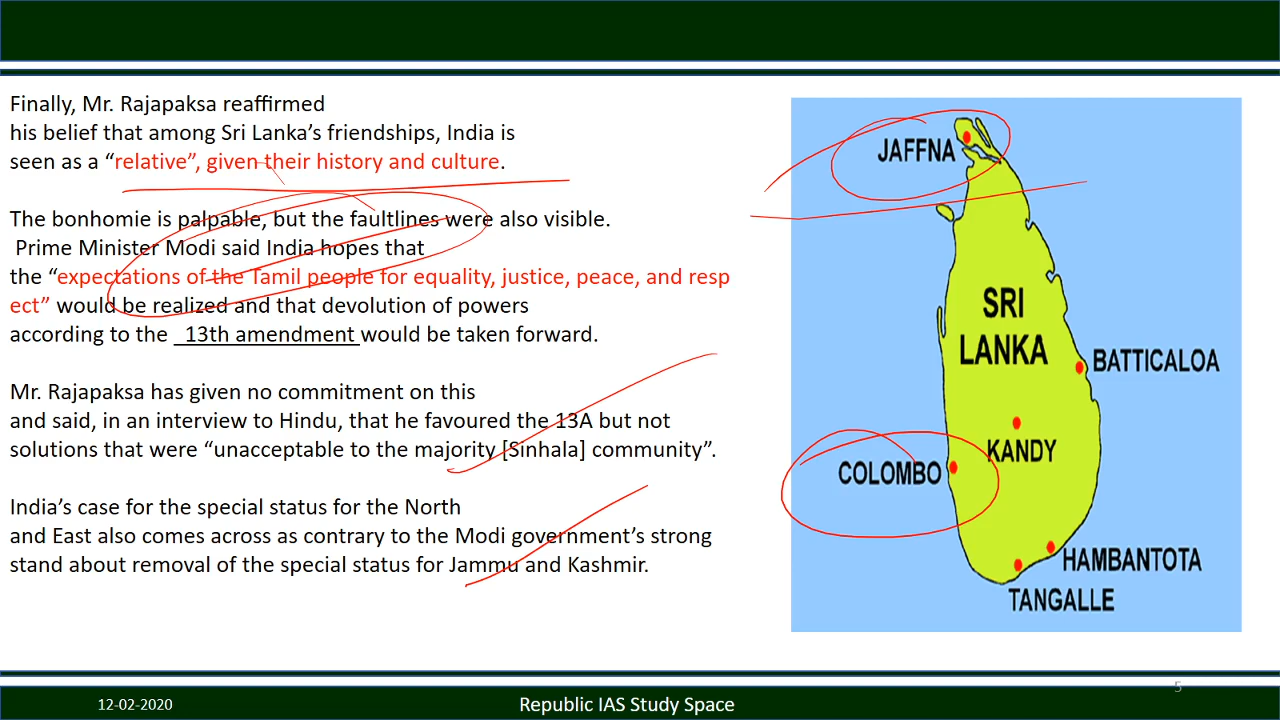 Finally, Mr. Rajapaksa reaffirmed
his belief that among Sri Lanka’s friendships, India is
seen as a “relative”, given their history and culture.
The bonhomie is palpable, but the faultlines were also visible.
Prime Minister Modi said India hopes that
the “expectations of the Tamil people for equality, justice, peace, and resp
ect” would be realized and that devolution of powers
according to the 13th amendment would be taken forward.
Mr. Rajapaksa has given no commitment on this
and said, in an interview to Hindu, that he favoured the 13A but not
solutions that were “unacceptable to the majority [Sinhala] community”.
India’s case for the special status for the North
and East also comes across as contrary to the Modi government’s strong
stand about removal of the special status for Jammu and Kashmir.
JAFFNA
SRI
LANKA
BATTICALOA
KANDY
COLOMBO
HAMBANTOTA
TANGALLE
5
12-02-2020
Republic IAS Study Space